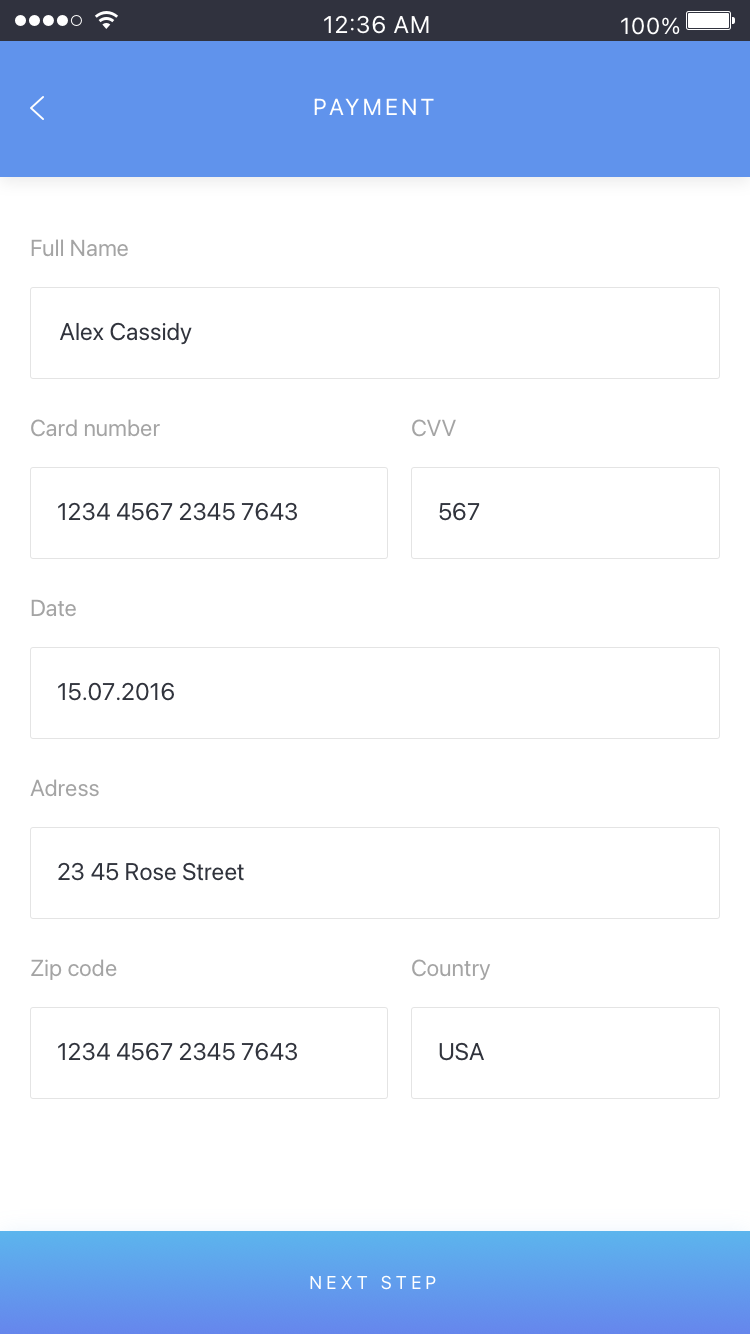 12:36 AM 100%
PAYMENT
Full Name
Alex Cassidy
Card number CVV
1234 4567 2345 7643 567
Date
15.07.2016
Adress
23 45 Rose Street
Zip code Country
1234 4567 2345 7643 USA
NEXT STEP